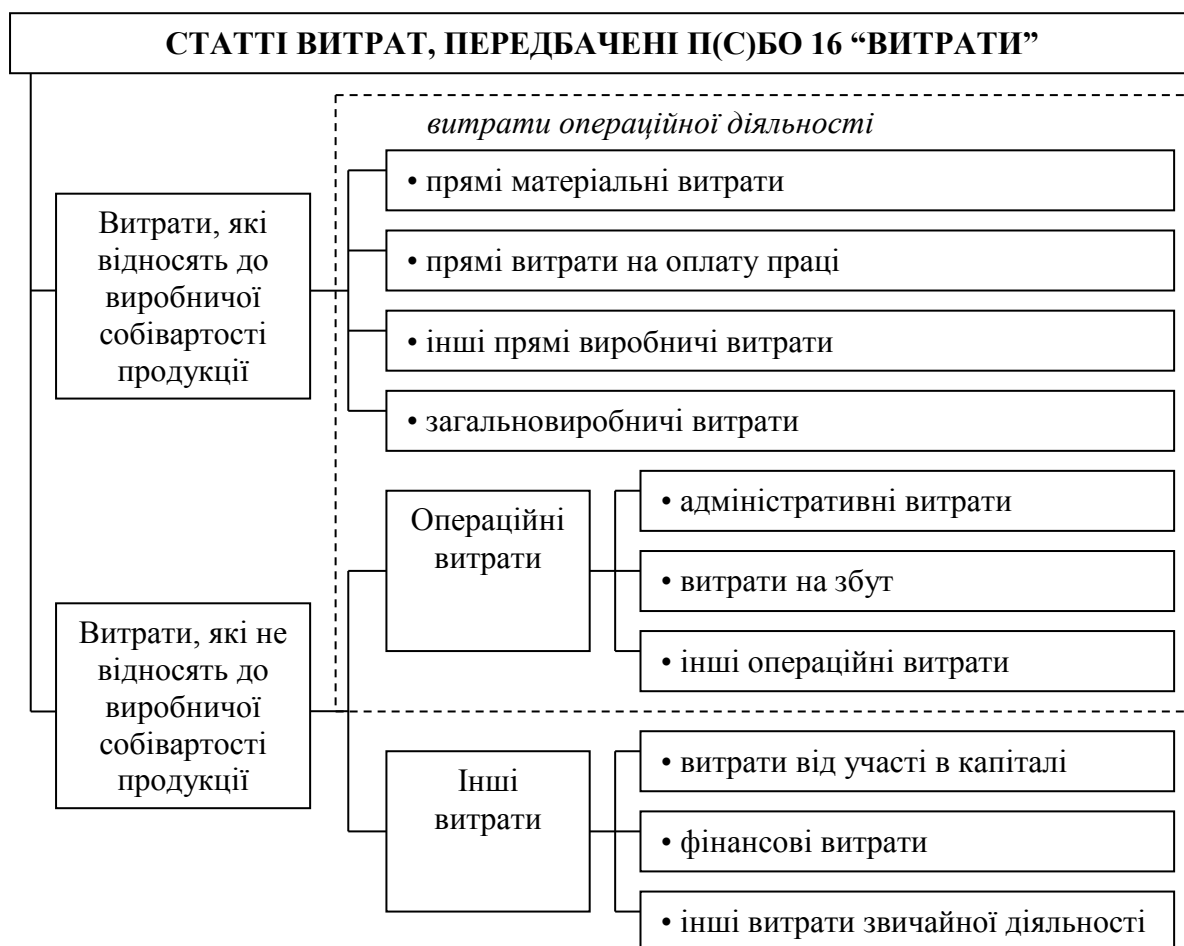 СТАТТІ ВИТРАТ, ПЕРЕДБАЧЕНІ П(С)БО 16 “ВИТРАТИ”
витрати операційної діяльності
Витрати, які
відносять до
виробничої
собівартості
продукції
• прямі матеріальні витрати
• прямі витрати на оплату праці
• інші прямі виробничі витрати
• загальновиробничі витрати
Витрати, які не
відносять до
виробничої
собівартості
продукції
Операційні
витрати
• адміністративні витрати
• витрати на збут
• інші операційні витрати
Інші
витрати
• витрати від участі в капіталі
• фінансові витрати
• інші витрати звичайної діяльності